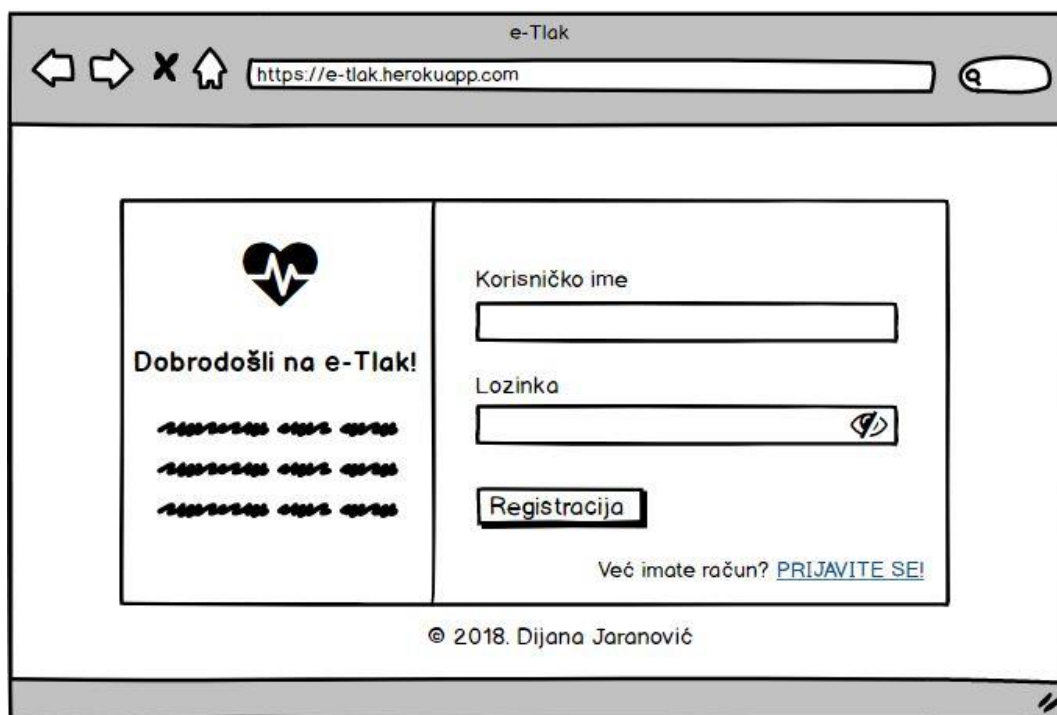 e-Tlak
https://e-tlak.herokuapp.com
Dobrodošli na e-Tlak!
Korisničko ime
Lozinka
Registracija
Već imate račun? PRIJAVITE SE!
© 2018. Dijana Jaranović